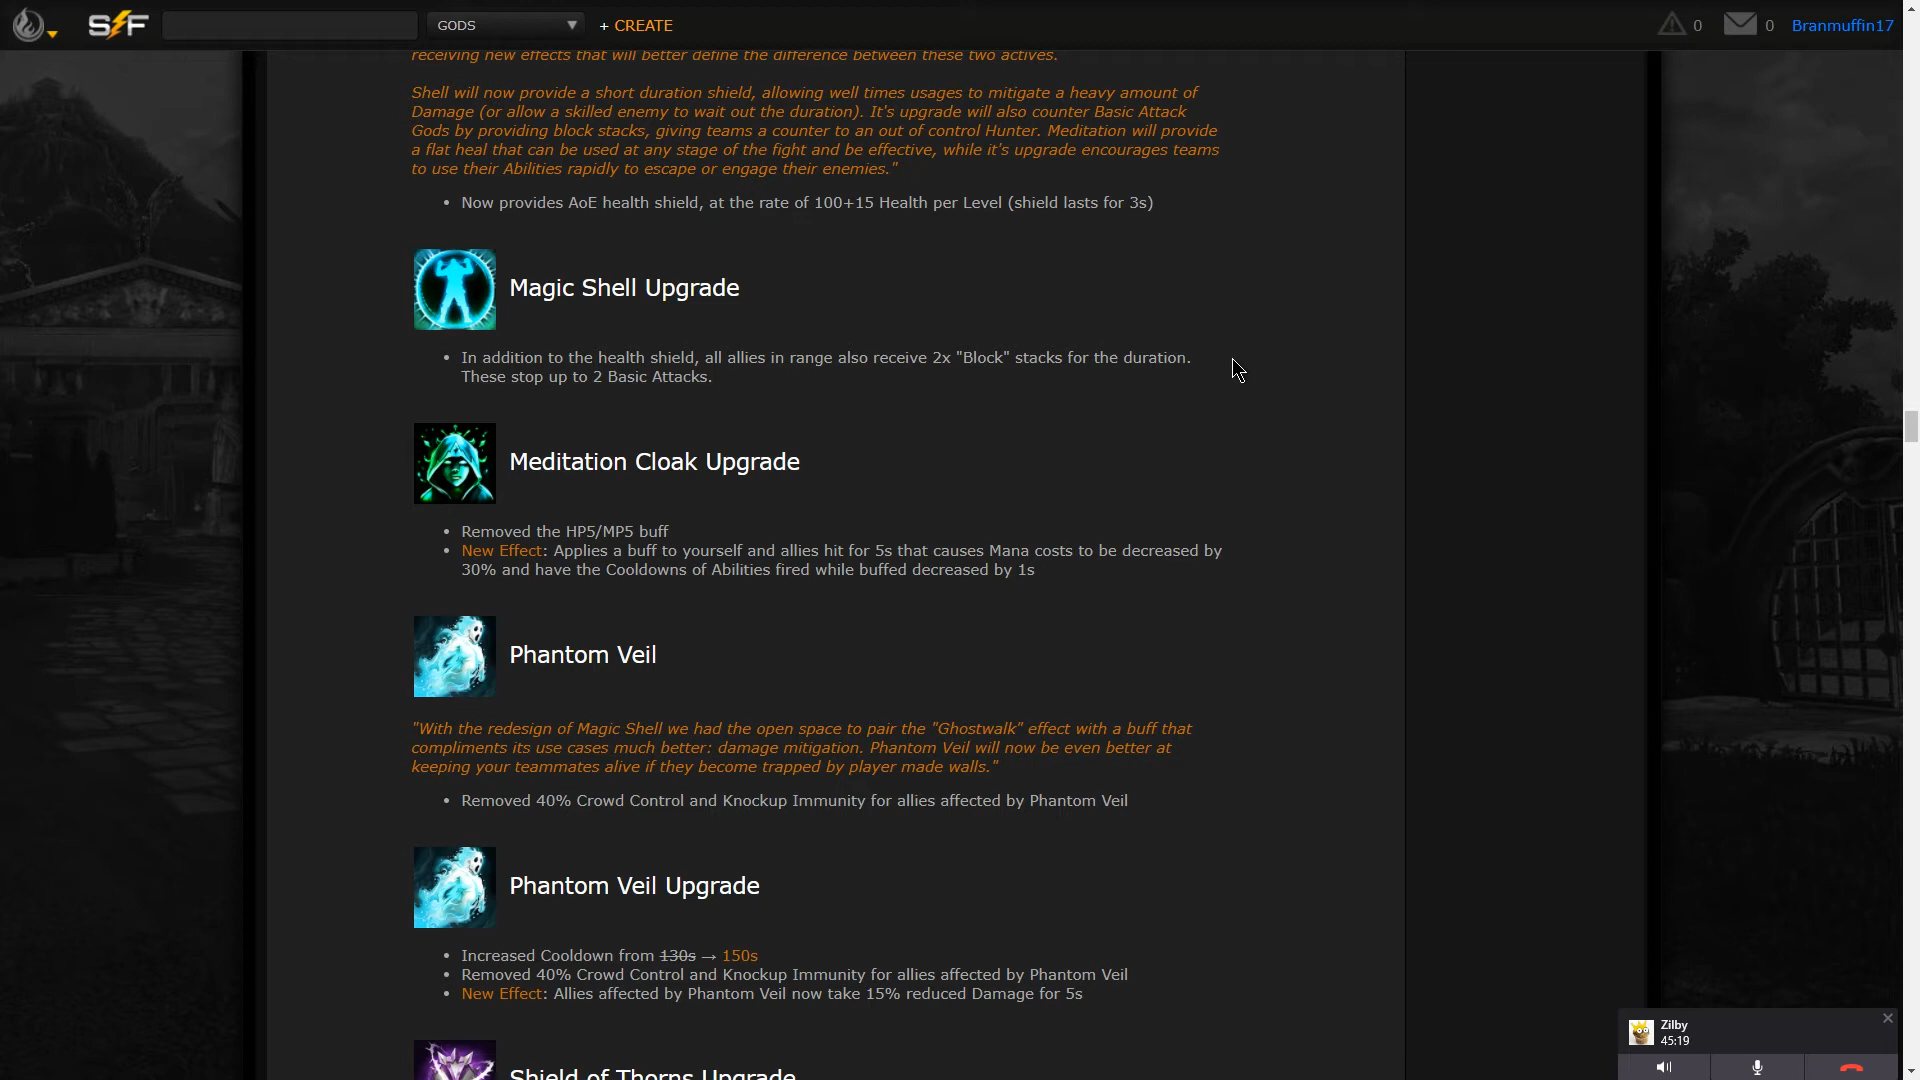 SF GODS + CREATE 0 0 Branmuffin17
receiving new effects that will better define the difference between these two actives.
Shell will now provide a short duration shield, allowing well times usages to mitigate a heavy amount of
Damage (or allow a skilled enemy to wait out the duration). It's upgrade will also counter Basic Attack
Gods by providing block stacks, giving teams a counter to an out of control Hunter. Meditation will provide
a flat heal that can be used at any stage of the fight and be effective, while it's upgrade encourages teams
to use their Abilities rapidly to escape or engage their enemies."
• Now provides AoE health shield, at the rate of 100+15 Health per Level (shield lasts for 3s)
Magic Shell Upgrade
• In addition to the health shield, all allies in range also receive 2x "Block" stacks for the duration.
These stop up to 2 Basic Attacks.
Meditation Cloak Upgrade
• Removed the HP5/MP5 buff
• New Effect: Applies a buff to yourself and allies hit for 5s that causes Mana costs to be decreased by
30% and have the Cooldowns of Abilities fired while buffed decreased by 1s
Phantom Veil
"With the redesign of Magic Shell we had the open space to pair the "Ghostwalk" effect with a buff that
compliments its use cases much better: damage mitigation. Phantom Veil will now be even better at
keeping your teammates alive if they become trapped by player made walls."
• Removed 40% Crowd Control and Knockup Immunity for allies affected by Phantom Veil
Phantom Veil Upgrade
• Increased Cooldown from 130s → 150s
• Removed 40% Crowd Control and Knockup Immunity for allies affected by Phantom Veil
• New Effect: Allies affected by Phantom Veil now take 15% reduced Damage for 5s
Shield of Thorns Upgrade
Zilby
45:19